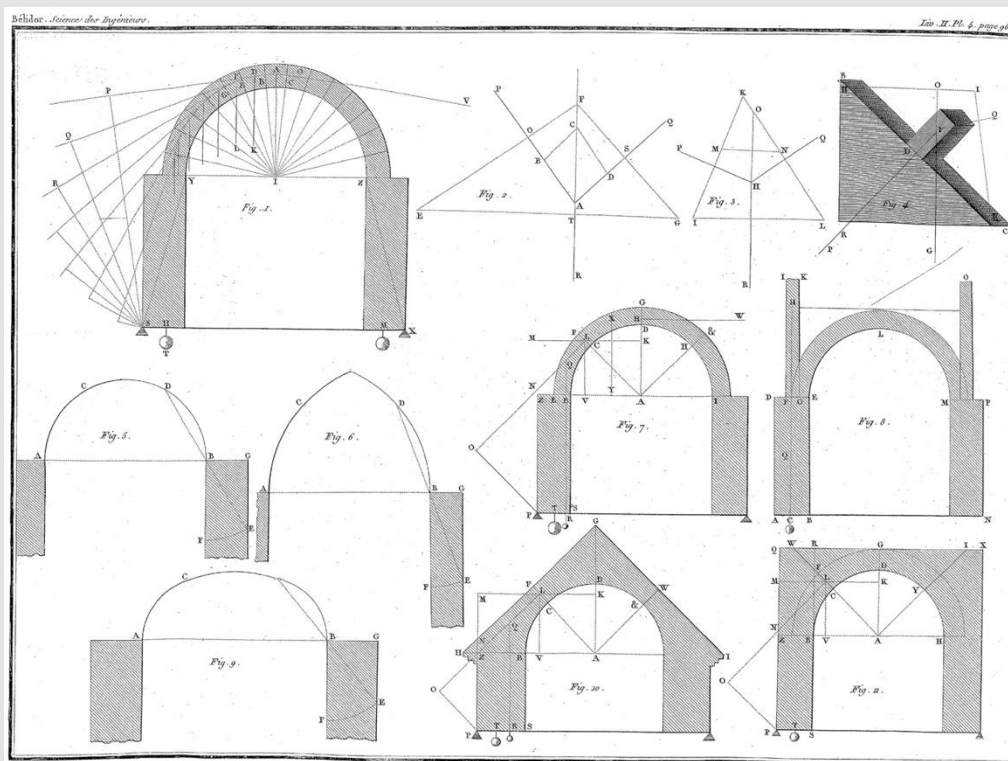 Bélidor. Science des Ingénieurs.
Liv. II. Pl. 4. page 96
F D A O
G E B C
P
V
Q
L K
R
Y I Z
Fig. 1.
S H M X
T
P
F
O C Q
B S
D
Fig. 2.
A
E T G
R
K
O
M N Q
P
H
Fig. 3.
I L
R
B
H O I
Q
D
Fig. 4.
E
R C
P
G
G
X H W
F D &
M L K
C H
Q
N
Z E B V Y A I
Fig. 7.
O
P T S
R
I K O
H
L
D F G E M P
Fig. 8.
Q
A C B N
C D
Fig. 5.
A B G
E
F
C D
Fig. 6.
A B G
E
F
C
A B G
Fig. 9.
E
F
G
D W
F
M L K
C &
Q
N
H Z B V A I
Fig. 10.
O
P T R S
W R G I X
Q
F D
M L K
C Y
N
Z B V A H
Fig. 11.
O
P T S